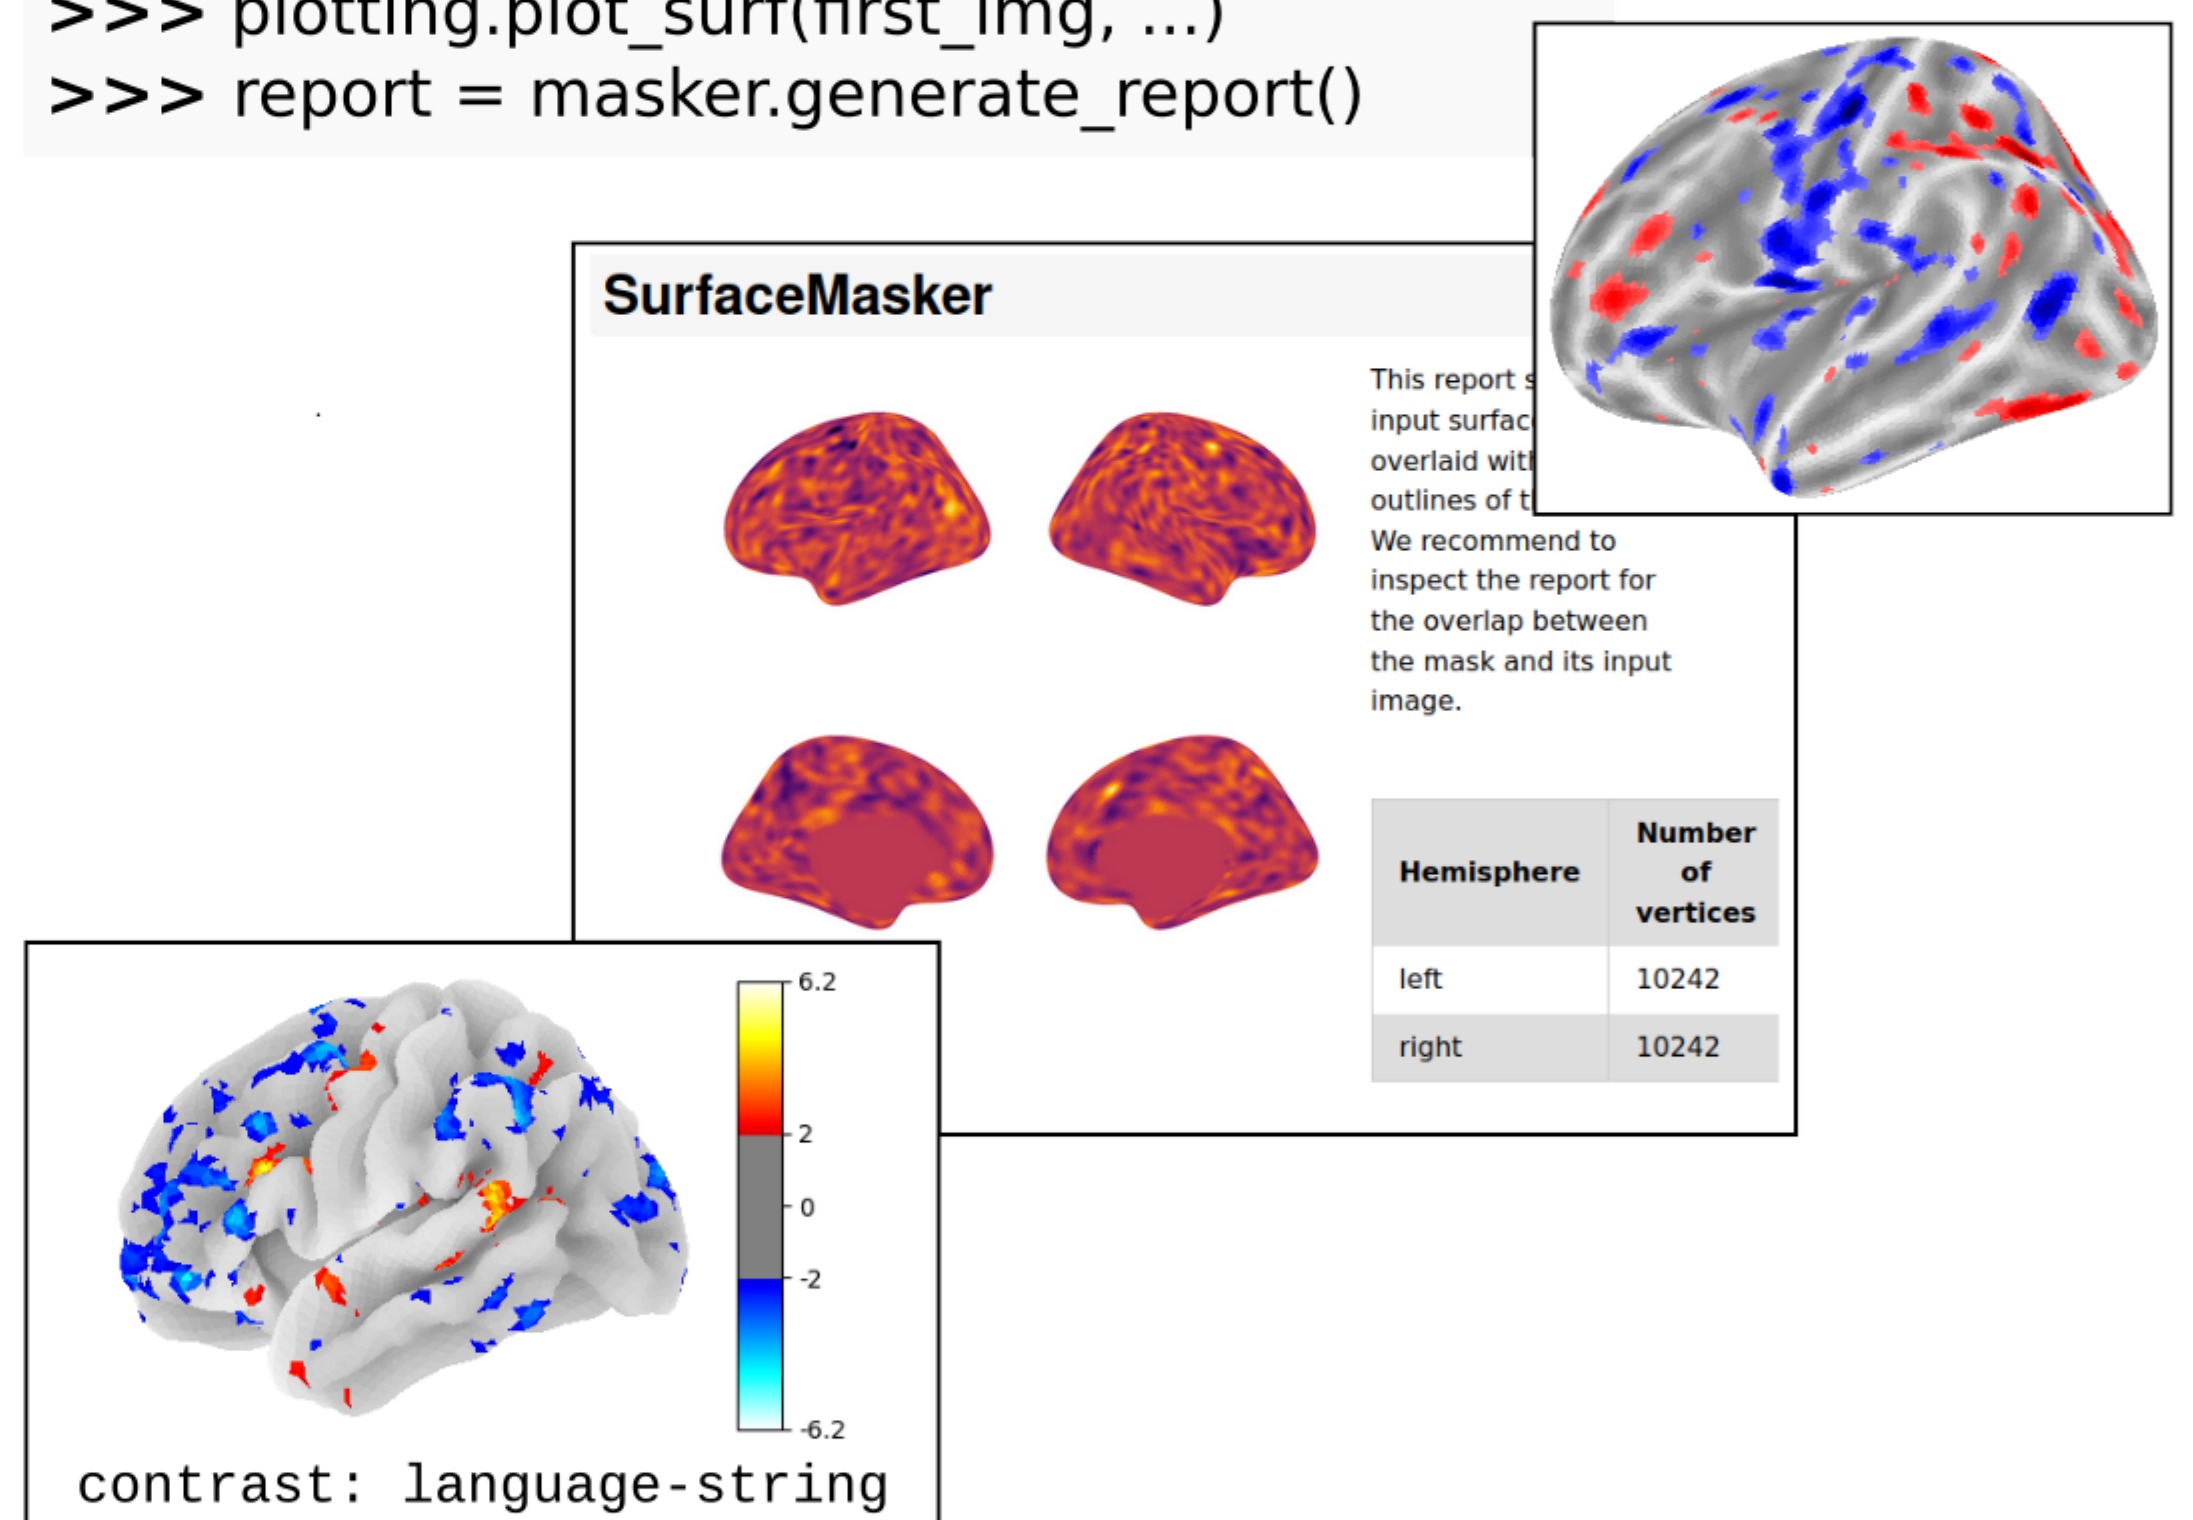 >>> plotting.plot_surf(first_img, ...)
>>> report = masker.generate_report()
SurfaceMasker
This report
input
overlaid
outlines of
We recommend to
inspect the report for
the overlap between
the mask and its input
image.
Hemisphere
Number
of
vertices
left 10242
right 10242
6.2
2
0
-2
-6.2
contrast: language-string